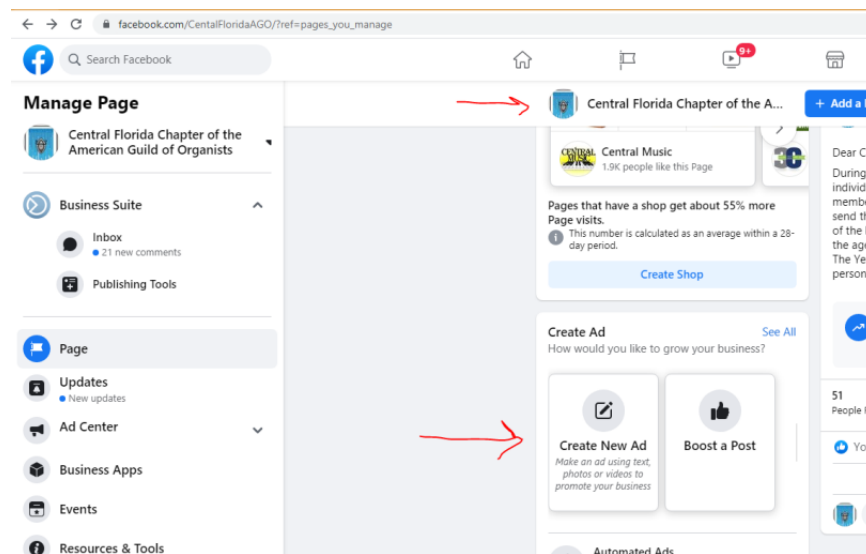 facebook.com/CentalFloridaAGO/?ref=pages_you_manage
Search Facebook
9+
Manage Page
Central Florida Chapter of the
American Guild of Organists
Business Suite
Inbox
21 new comments
Publishing Tools
Page
Updates
New updates
Ad Center
Business Apps
Events
Resources & Tools
Central Florida Chapter of the A...
+ Add a
Central Music
1.9K people like this Page
Pages that have a shop get about 55% more
Page visits.
This number is calculated as an average within a 28-
day period.
Create Shop
Create Ad
See All
How would you like to grow your business?
Create New Ad
Make an ad using text,
photos or videos to
promote your business
Boost a Post
Automated Ads
Dear C
During
individ
membe
send th
of the
the ag
The Ye
person
51
People
Yo